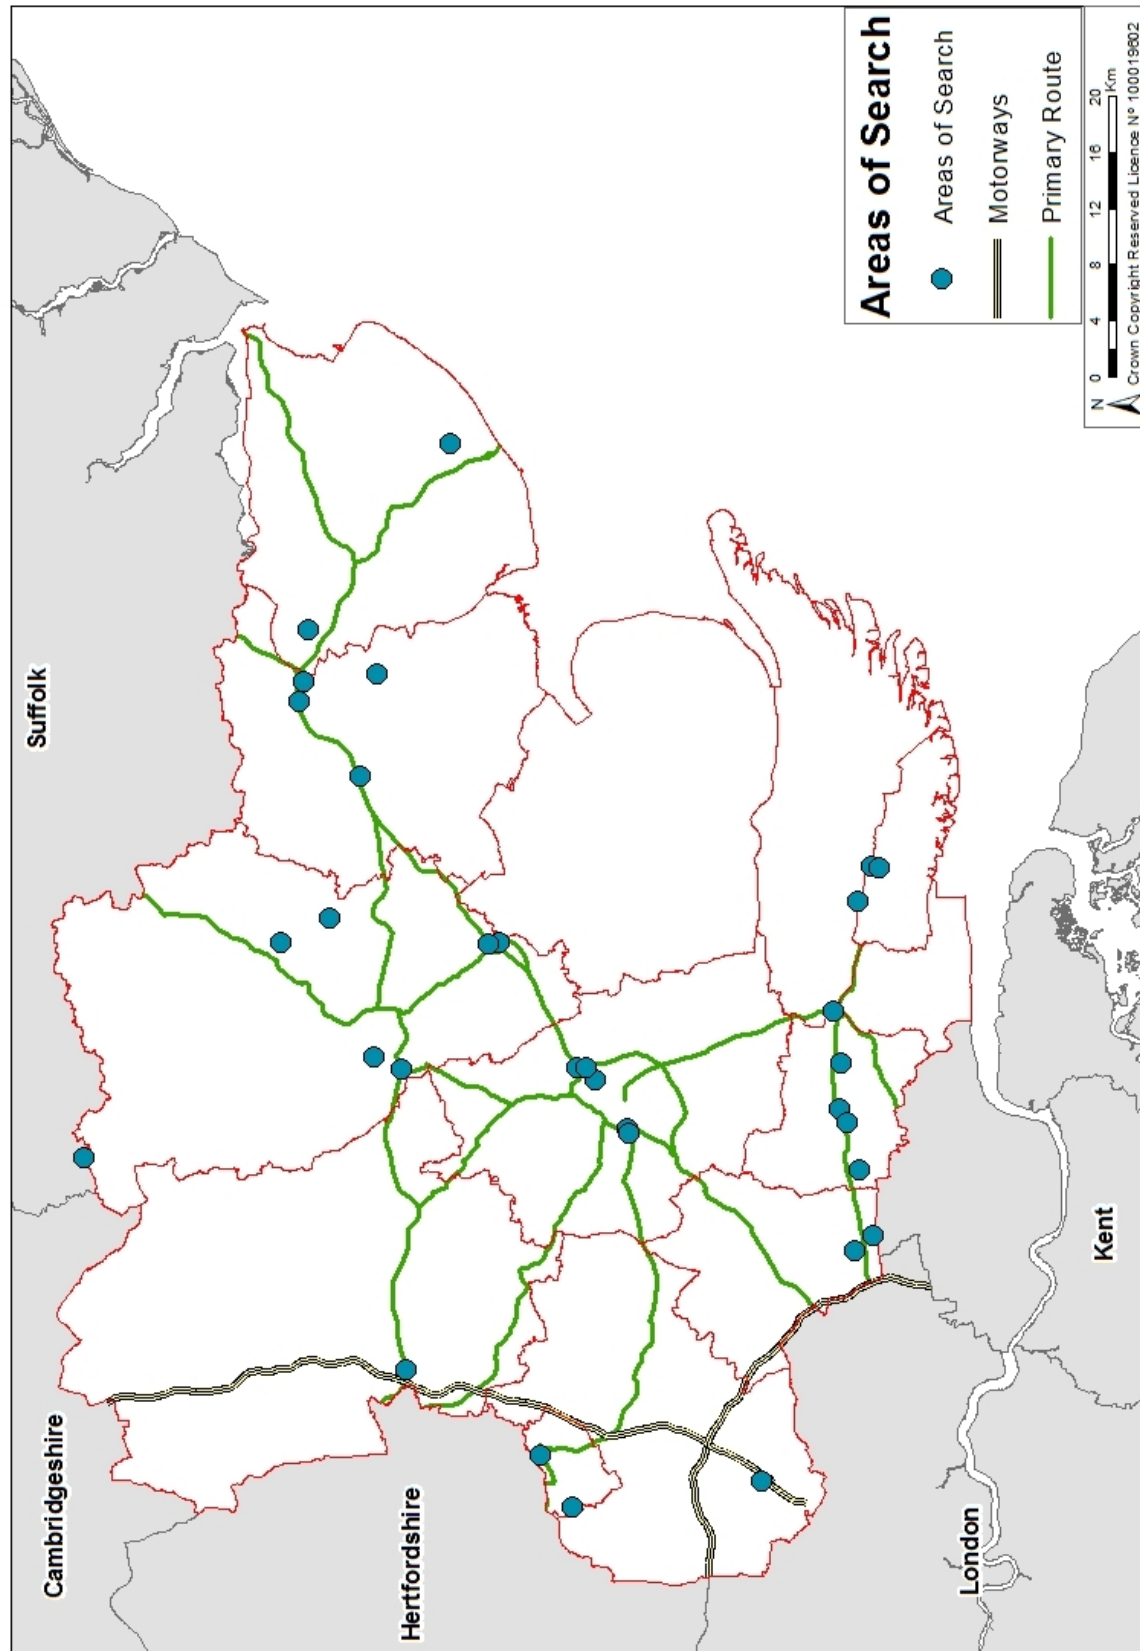 Cambridgeshire
Suffolk
Hertfordshire
London
Kent
Areas of Search
Areas of Search
Motorways
Primary Route
N
0 4 8 12 16 20
Km
Crown Copyright Reserved Licence Nº 100019602